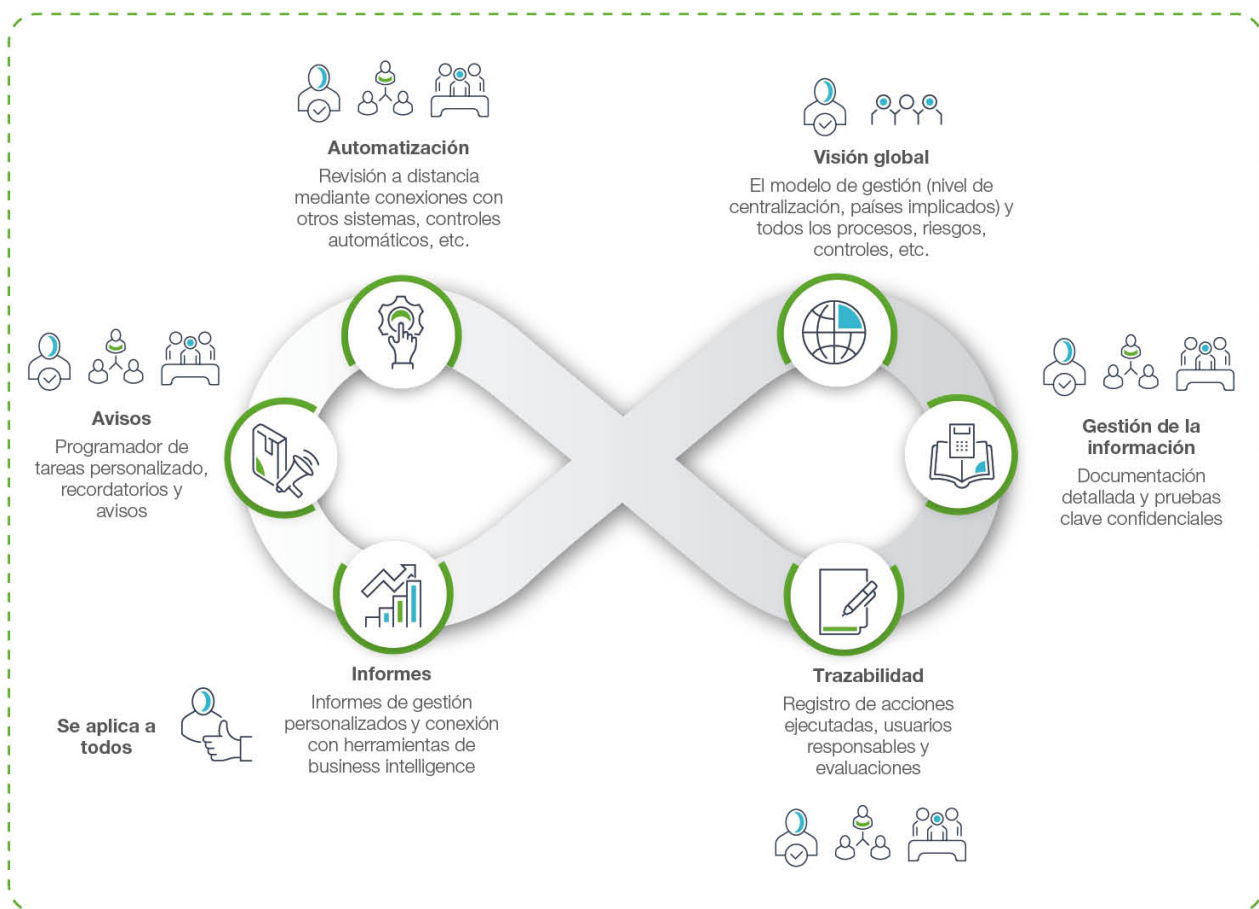 Automatización
Revisión a distancia
mediante conexiones con
otros sistemas, controles
automáticos, etc.
Visión global
El modelo de gestión (nivel de
centralización, países implicados) y
todos los procesos, riesgos,
controles, etc.
Avisos
Programador de
tareas personalizado,
recordatorios y
avisos
Gestión de la
información
Documentación
detallada y pruebas
clave confidenciales
Informes
Informes de gestión
personalizados y conexión
con herramientas de
business intelligence
Se aplica a
todos
Trazabilidad
Registro de acciones
ejecutadas, usuarios
responsables y
evaluaciones